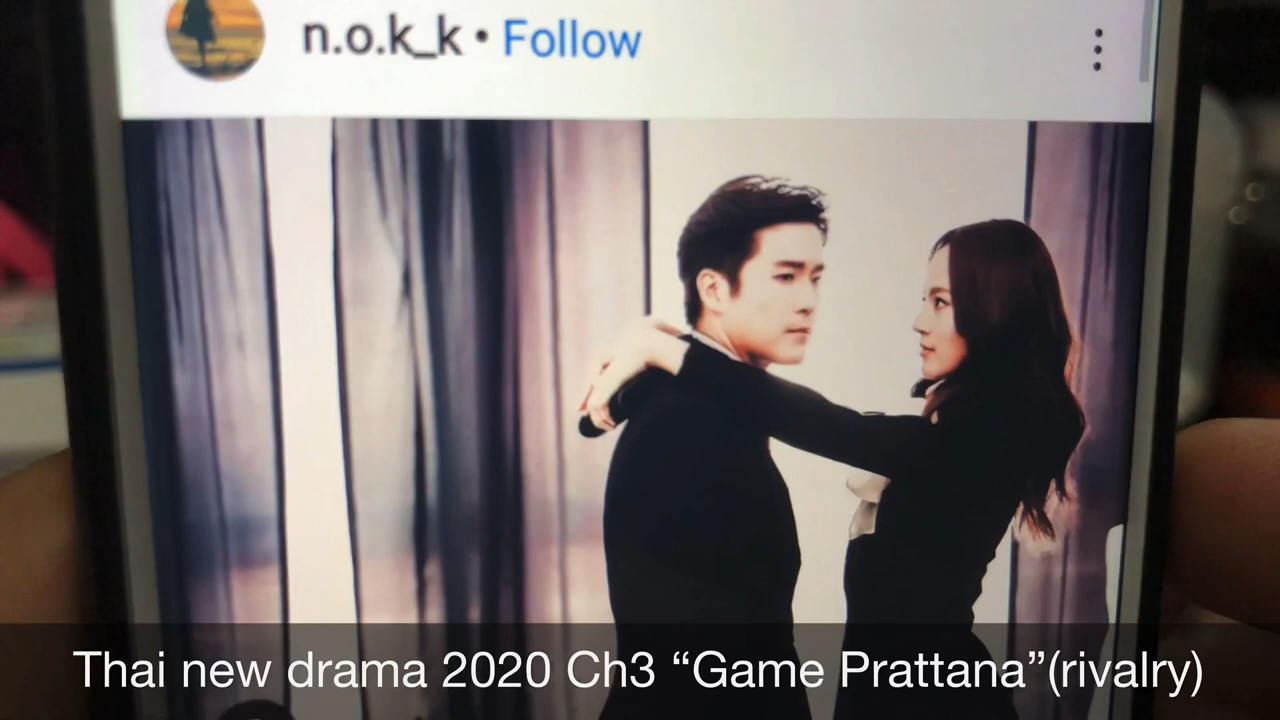 n.o.k_k • Follow
Thai new drama 2020 Ch3 “Game Prattana”(rivalry)